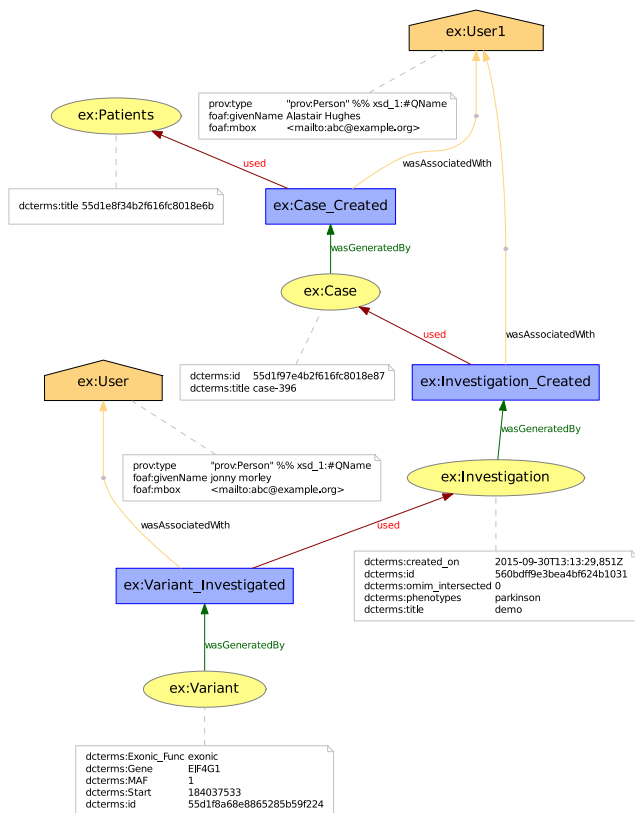 ex:User1
prov:type "prov:Person" %% xsd_1:#QName
foaf:givenName Alastair Hughes
foaf:mbox <mailto:abc@example.org>
ex:Patients
used
wasAssociatedWith
dcterms:title 55d1e8f34b2f616fc8018e6b
ex:Case_Created
wasGeneratedBy
ex:Case
used
wasAssociatedWith
dcterms:id 55d1f97e4b2f616fc8018e87
dcterms:title case-396
ex:User
ex:Investigation_Created
wasGeneratedBy
prov:type "prov:Person" %% xsd_1:#QName
foaf:givenName jonny morley
foaf:mbox <mailto:abc@example.org>
ex:Investigation
wasAssociatedWith
used
dcterms:created_on 2015-09-30T13:13:29,851Z
dcterms:id 560bdff9e3bea4bf624b1031
dcterms:omim_intersected 0
dcterms:phenotypes parkinson
dcterms:title demo
ex:Variant_Investigated
wasGeneratedBy
ex:Variant
dcterms:Exonic_Func exonic
dcterms:Gene EIF4G1
dcterms:MAF 1
dcterms:Start 184037533
dcterms:id 55d1f8a68e8865285b59f224